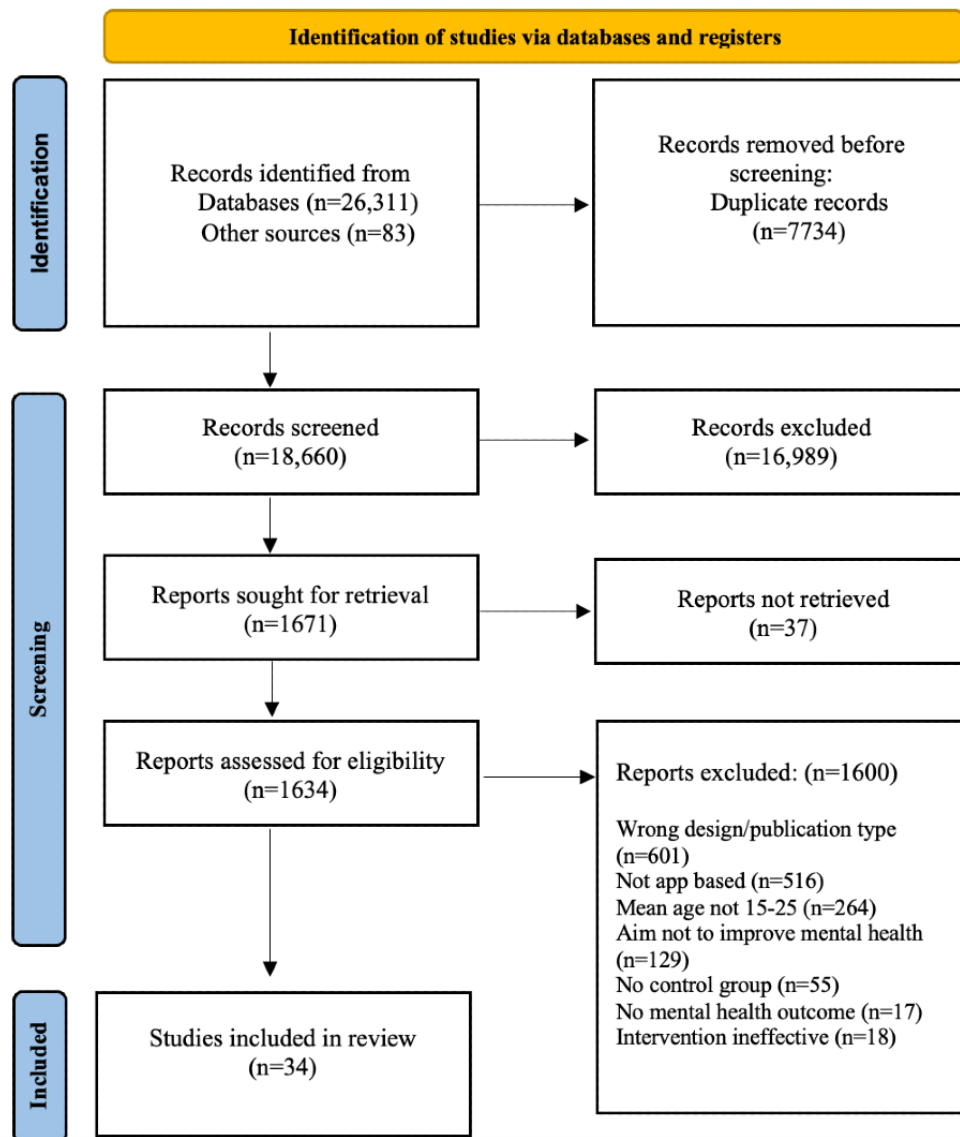 Identification of studies via databases and registers
Identification
Records identified from
Databases (n=26,311)
Other sources (n=83)
Records removed before
screening:
Duplicate records
(n=7734)
Screening
Records screened
(n=18,660)
Records excluded
(n=16,989)
Reports sought for retrieval
(n=1671)
Reports not retrieved
(n=37)
Reports assessed for eligibility
(n=1634)
Reports excluded: (n=1600)
Wrong design/publication type
(n=601)
Not app based (n=516)
Mean age not 15-25 (n=264)
Aim not to improve mental health
(n=129)
No control group (n=55)
No mental health outcome (n=17)
Intervention ineffective (n=18)
Included
Studies included in review
(n=34)